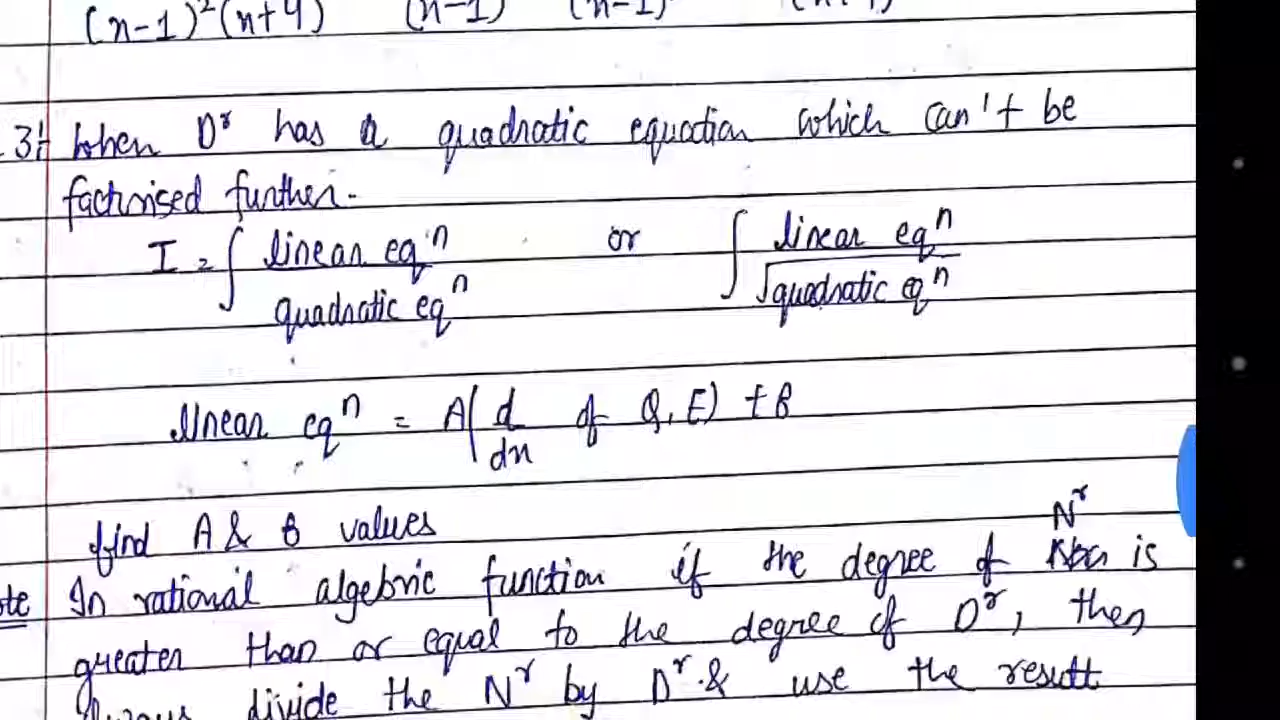 (x-1)²(x+4) (x-1) (x-1)
3) When Dʳ has a quadratic equation which can't be
factorised further.
I = ∫ linear eqⁿ / quadratic eqⁿ or ∫ linear eqⁿ / √quadratic eqⁿ
linear eqⁿ = A(d/dx of Q.E) + B
find A & B values
Nʳ
In rational algebric function if the degree of is
greater than or equal to the degree of Dʳ, then
divide the Nʳ by Dʳ & use the result